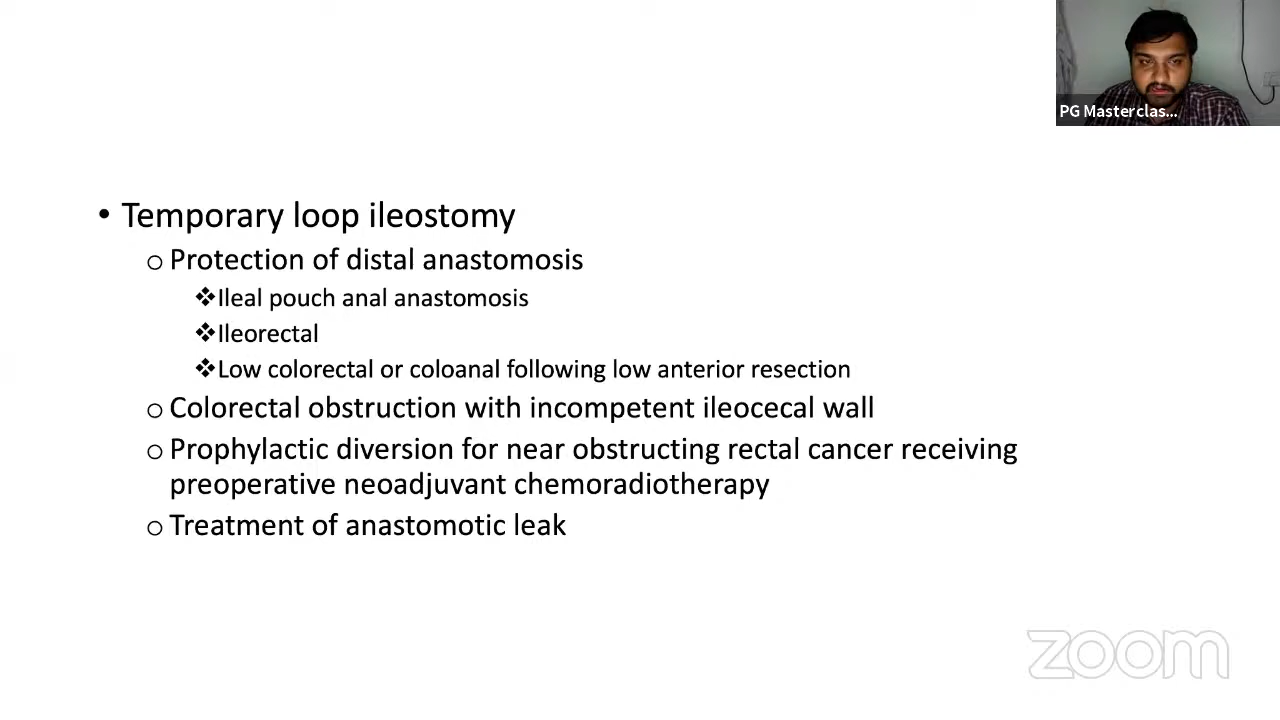 PG Masterclas...
• Temporary loop ileostomy
o Protection of distal anastomosis
❖Ileal pouch anal anastomosis
❖Ileorectal
❖Low colorectal or coloanal following low anterior resection
o Colorectal obstruction with incompetent ileocecal wall
o Prophylactic diversion for near obstructing rectal cancer receiving
preoperative neoadjuvant chemoradiotherapy
o Treatment of anastomotic leak
zoom